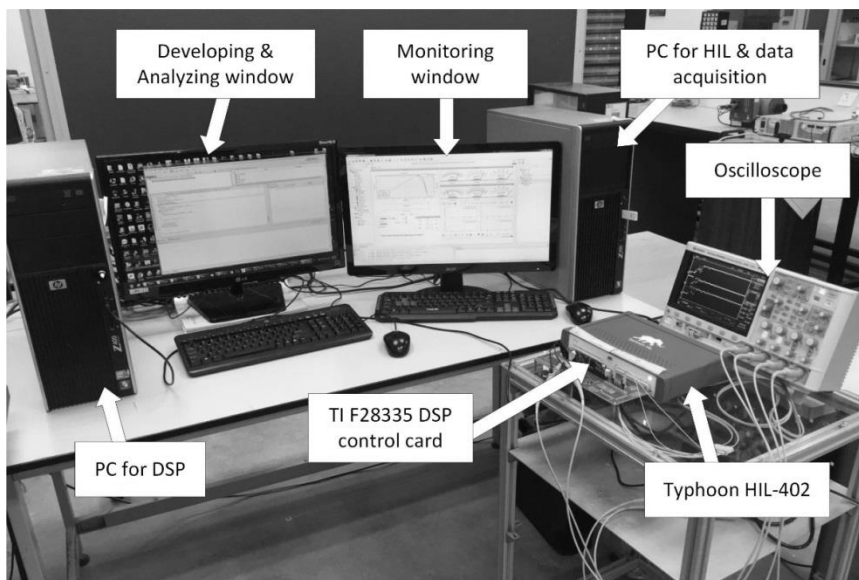 Developing &
Analyzing window
Monitoring
window
PC for HIL & data
acquisition
Oscilloscope
TI F28335 DSP
control card
PC for DSP
Typhoon HIL-402